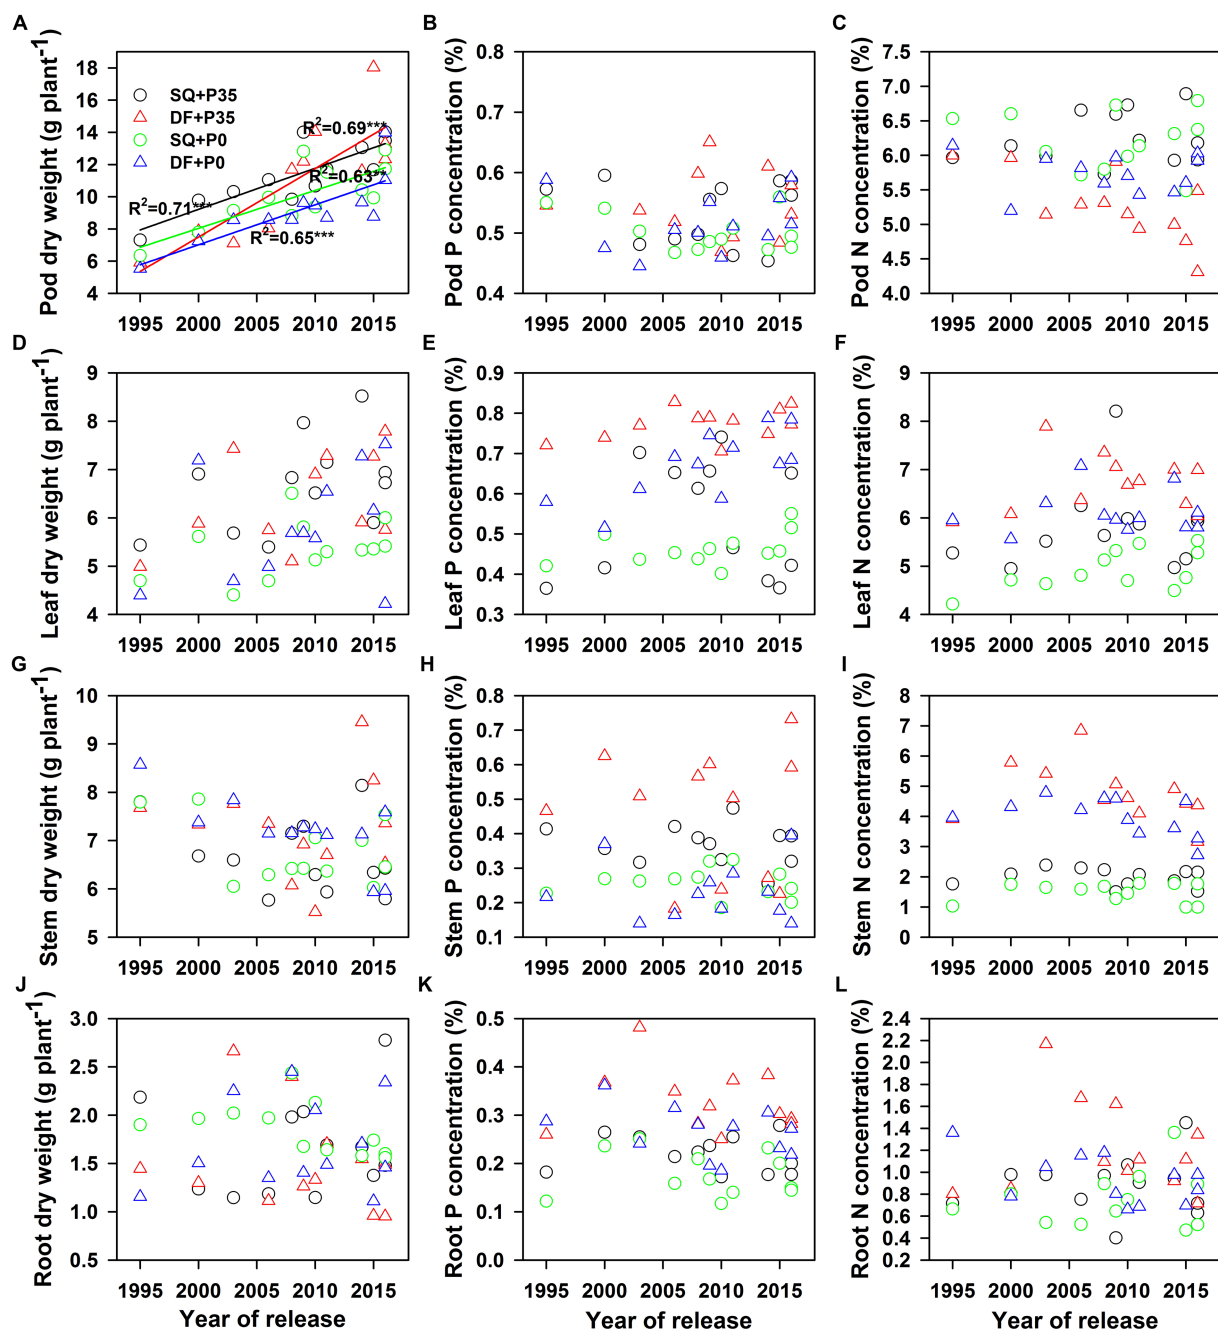 A
Pod dry weight (g plant-1)
18
16
14
12
10
8
6
4
SQ+P35
DF+P35
SQ+P0
DF+P0
R2=0.69***
R2=0.63**
R2=0.71***
R2=0.65***
1995 2000 2005 2010 2015
B
Pod P concentration (%)
0.8
0.7
0.6
0.5
0.4
1995 2000 2005 2010 2015
C
Pod N concentration (%)
7.5
7.0
6.5
6.0
5.5
5.0
4.5
4.0
1995 2000 2005 2010 2015
D
Leaf dry weight (g plant-1)
9
8
7
6
5
4
1995 2000 2005 2010 2015
E
Leaf P concentration (%)
0.9
0.8
0.7
0.6
0.5
0.4
0.3
1995 2000 2005 2010 2015
F
Leaf N concentration (%)
9
8
7
6
5
4
1995 2000 2005 2010 2015
G
Stem dry weight (g plant-1)
10
9
8
7
6
5
1995 2000 2005 2010 2015
H
Stem P concentration (%)
0.8
0.7
0.6
0.5
0.4
0.3
0.2
0.1
1995 2000 2005 2010 2015
I
Stem N concentration (%)
8
7
6
5
4
3
2
1
0
1995 2000 2005 2010 2015
J
Root dry weight (g plant-1)
3.0
2.5
2.0
1.5
1.0
0.5
1995 2000 2005 2010 2015
Year of release
K
Root P concentration (%)
0.5
0.4
0.3
0.2
0.1
0.0
1995 2000 2005 2010 2015
Year of release
L
Root N concentration (%)
2.4
2.2
2.0
1.8
1.6
1.4
1.2
1.0
0.8
0.6
0.4
0.2
1995 2000 2005 2010 2015
Year of release